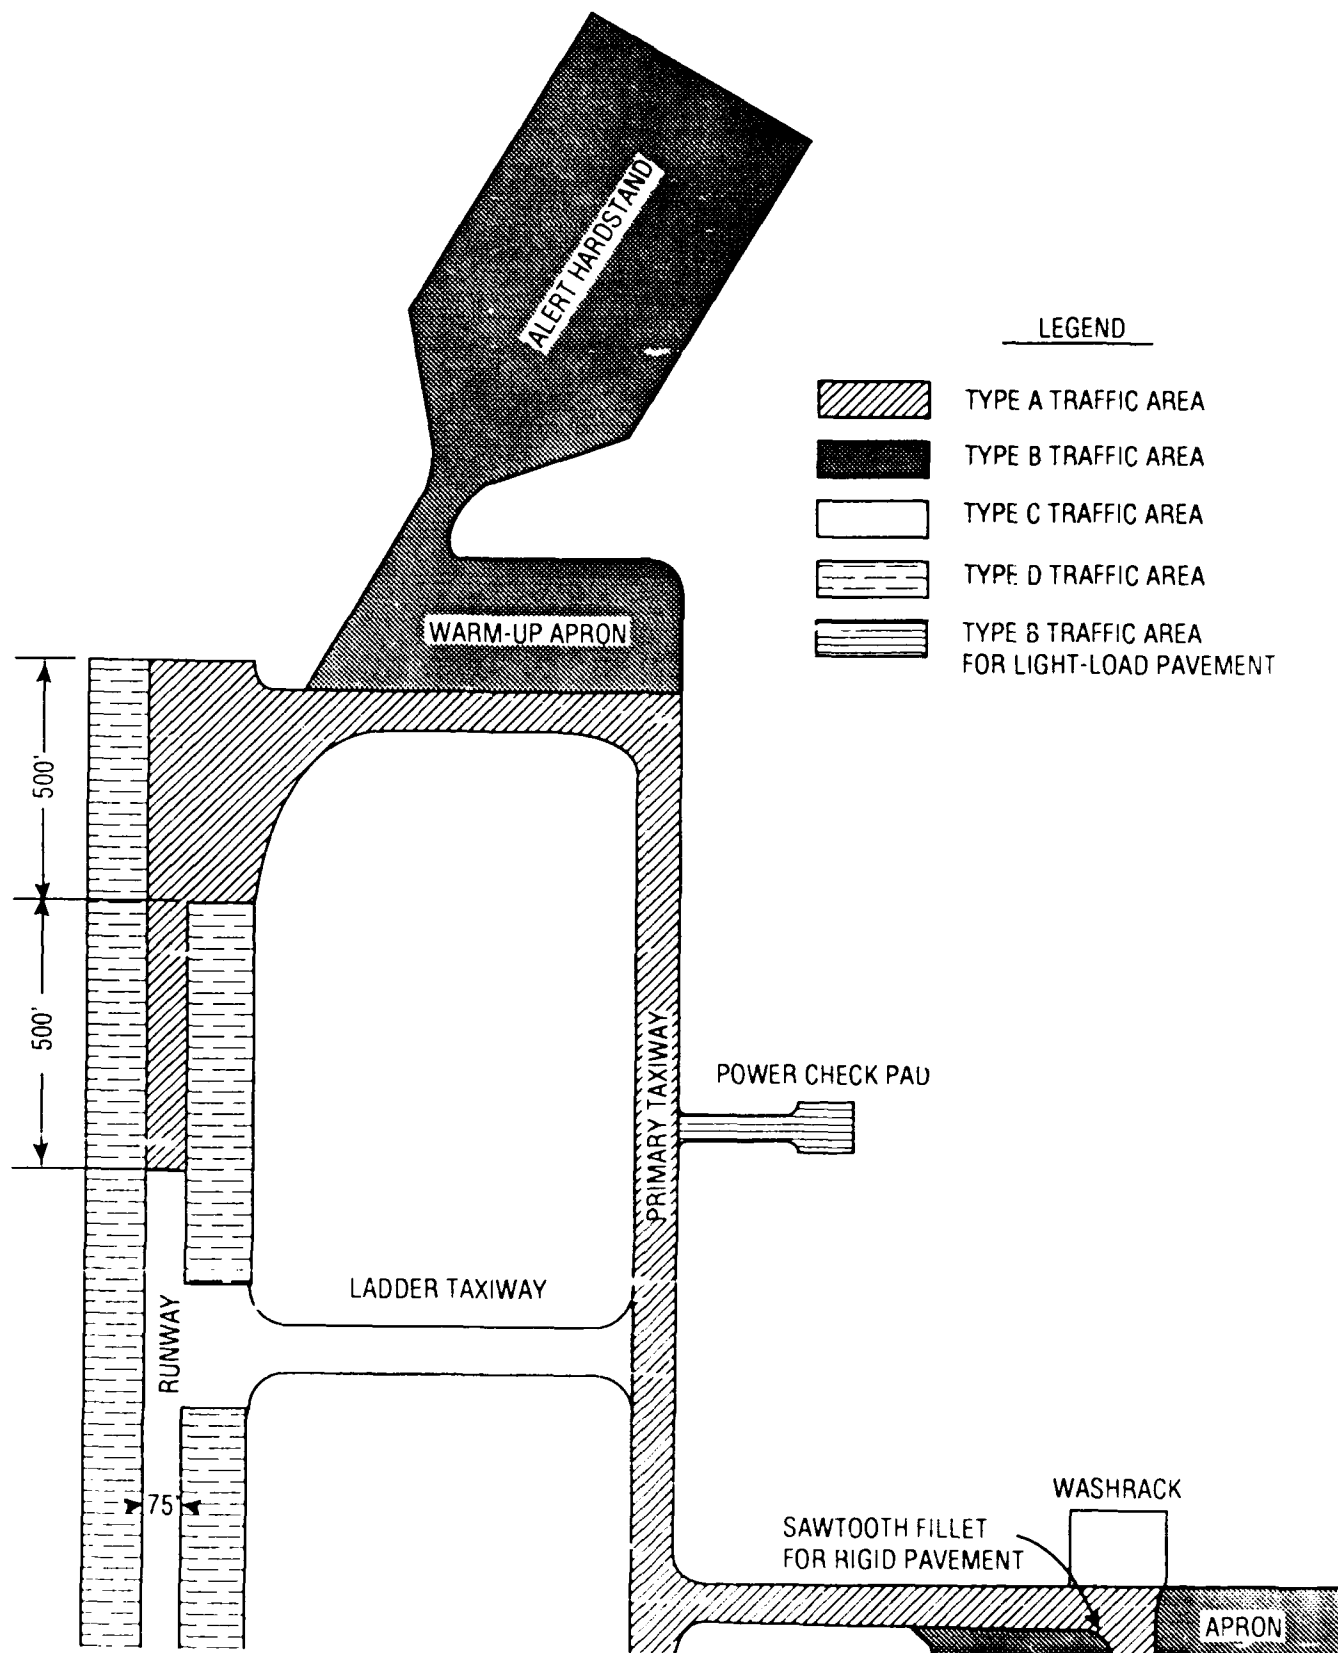 ALERT HARDSTAND
LEGEND
TYPE A TRAFFIC AREA
TYPE B TRAFFIC AREA
TYPE C TRAFFIC AREA
TYPE D TRAFFIC AREA
TYPE B TRAFFIC AREA
FOR LIGHT-LOAD PAVEMENT
WARM-UP APRON
500'
500'
PRIMARY TAXIWAY
POWER CHECK PAD
LADDER TAXIWAY
RUNWAY
75'
WASHRACK
SAWTOOTH FILLET
FOR RIGID PAVEMENT
APRON